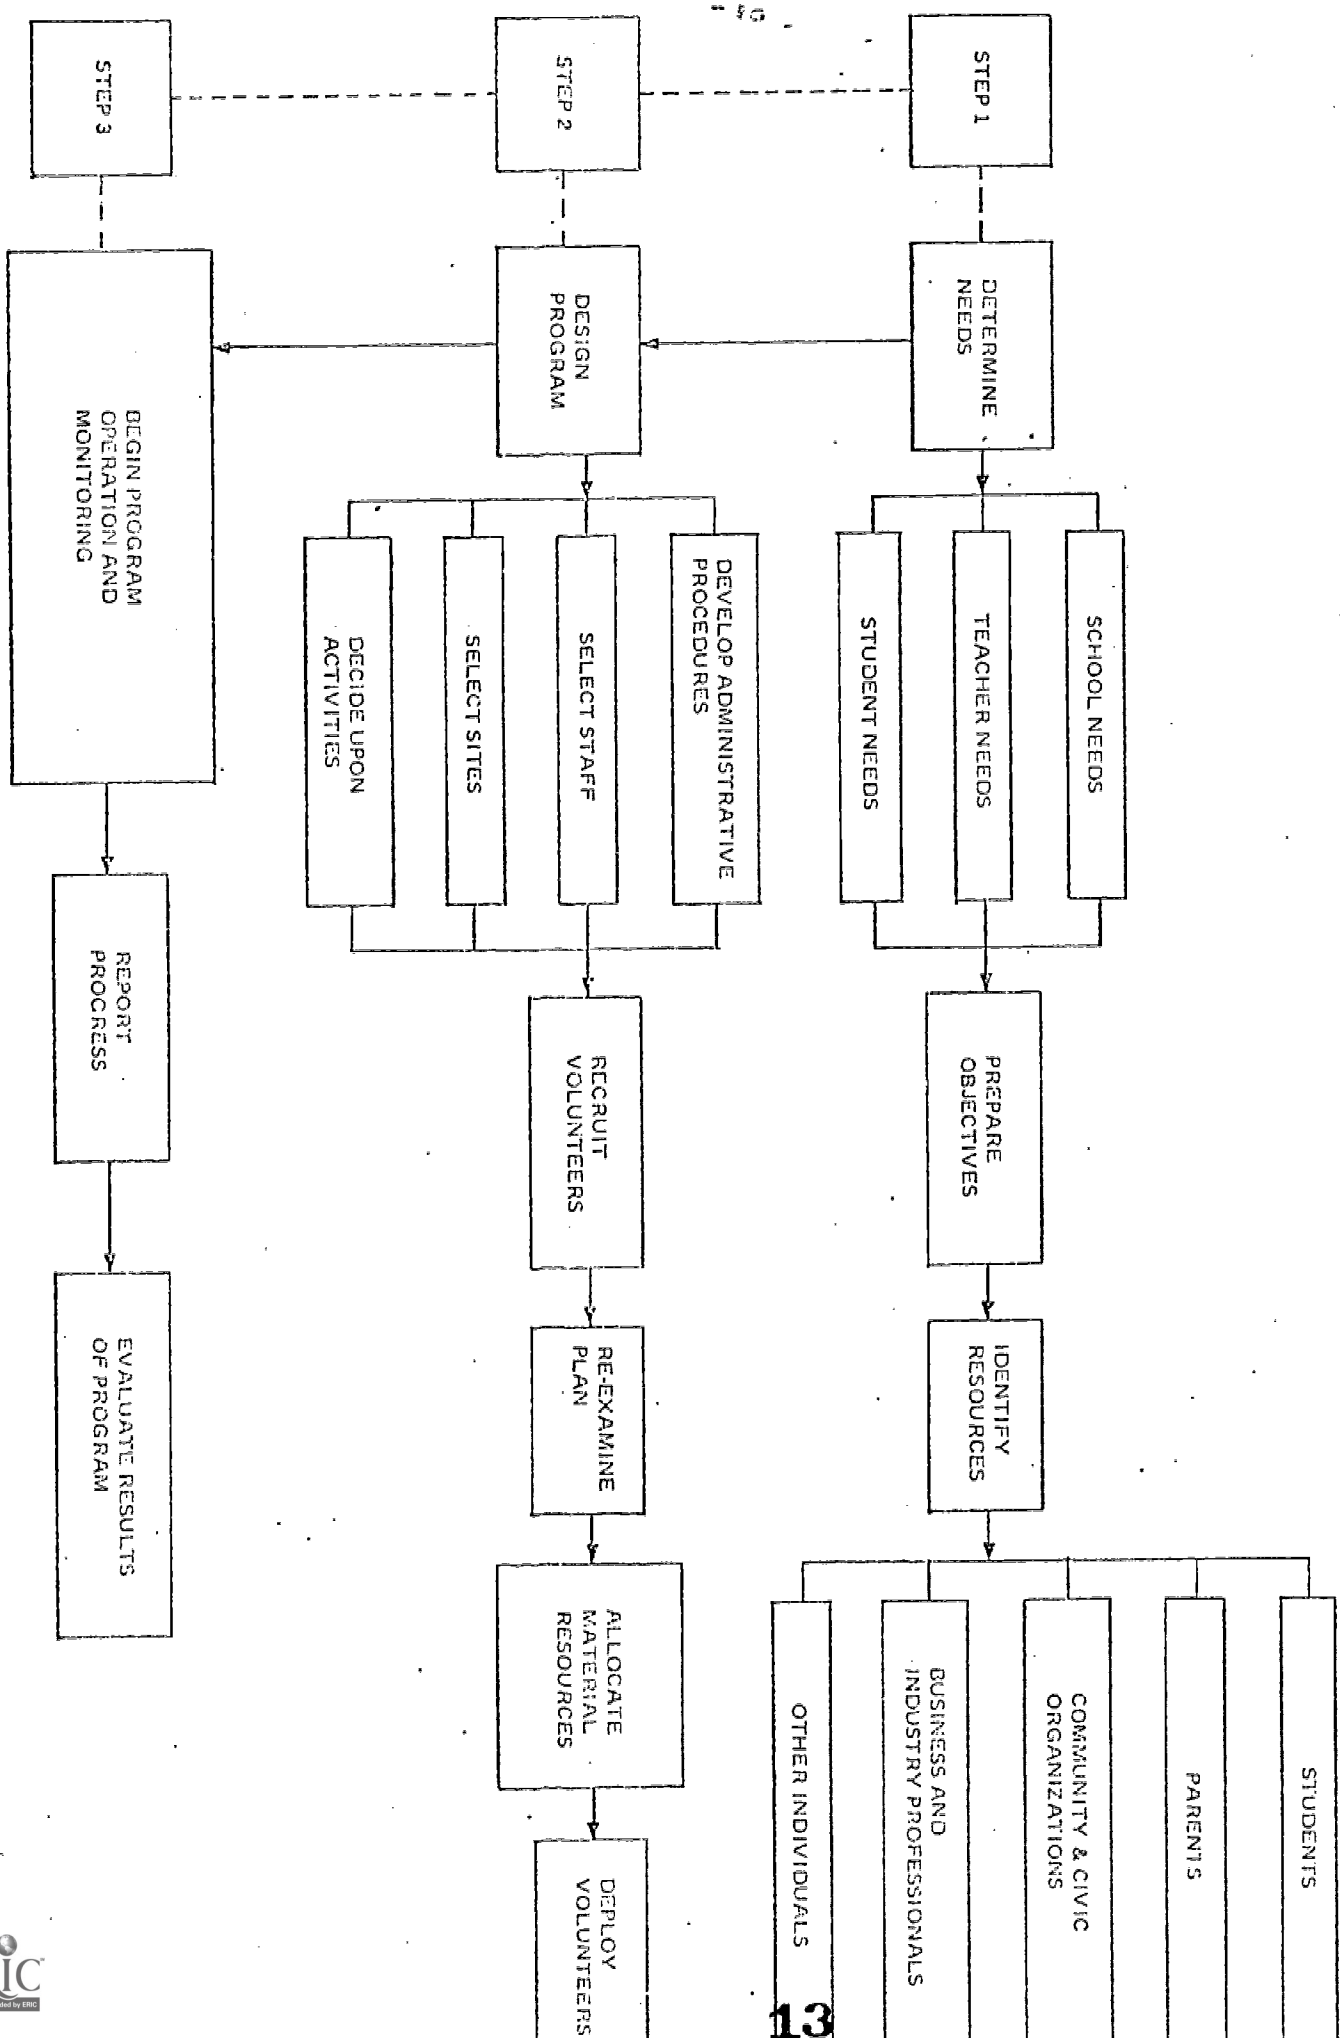 STEP 1
DETERMINE
NEEDS
SCHOOL NEEDS
TEACHER NEEDS
STUDENT NEEDS
PREPARE
OBJECTIVES
IDENTIFY
RESOURCES
STUDENTS
PARENTS
COMMUNITY & CIVIC
ORGANIZATIONS
BUSINESS AND
INDUSTRY PROFESSIONALS
OTHER INDIVIDUALS
STEP 2
DESIGN
PROGRAM
DEVELOP ADMINISTRATIVE
PROCEDURES
SELECT STAFF
SELECT SITES
DECIDE UPON
ACTIVITIES
RECRUIT
VOLUNTEERS
RE-EXAMINE
PLAN
ALLOCATE
MATERIAL
RESOURCES
DEPLOY
VOLUNTEERS
STEP 3
BEGIN PROGRAM
OPERATION AND
MONITORING
REPORT
PROGRESS
EVALUATE RESULTS
OF PROGRAM
13